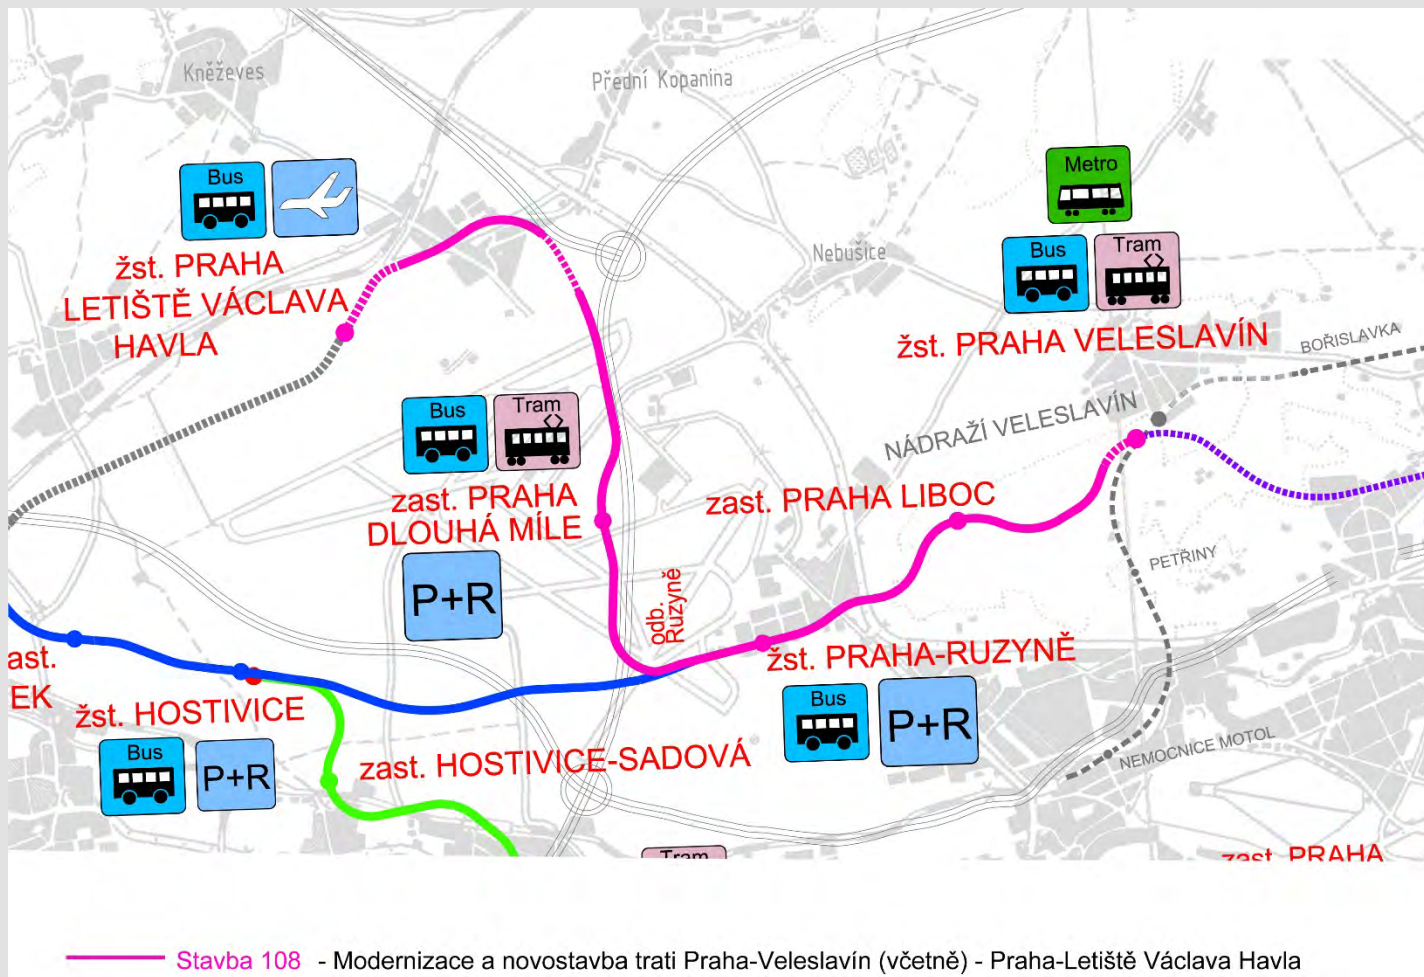 Kněževes
Přední Kopanina
Bus
žst. PRAHA
LETIŠTĚ VÁCLAVA
HAVLA
Nebušice
Metro
Bus
Tram
žst. PRAHA VELESLAVÍN
BOŘISLAVKA
NÁDRAŽÍ VELESLAVÍN
Bus
Tram
zast. PRAHA
DLOUHÁ MÍLE
P+R
zast. PRAHA LIBOC
PETŘINY
odb.
Ruzyně
žst. PRAHA-RUZYNĚ
Bus
P+R
ast.
EK
žst. HOSTIVICE
Bus
P+R
zast. HOSTIVICE-SADOVÁ
NEMOCNICE MOTOL
Tram
zast. PRAHA
Stavba 108 - Modernizace a novostavba trati Praha-Veleslavín (včetně) - Praha-Letiště Václava Havla